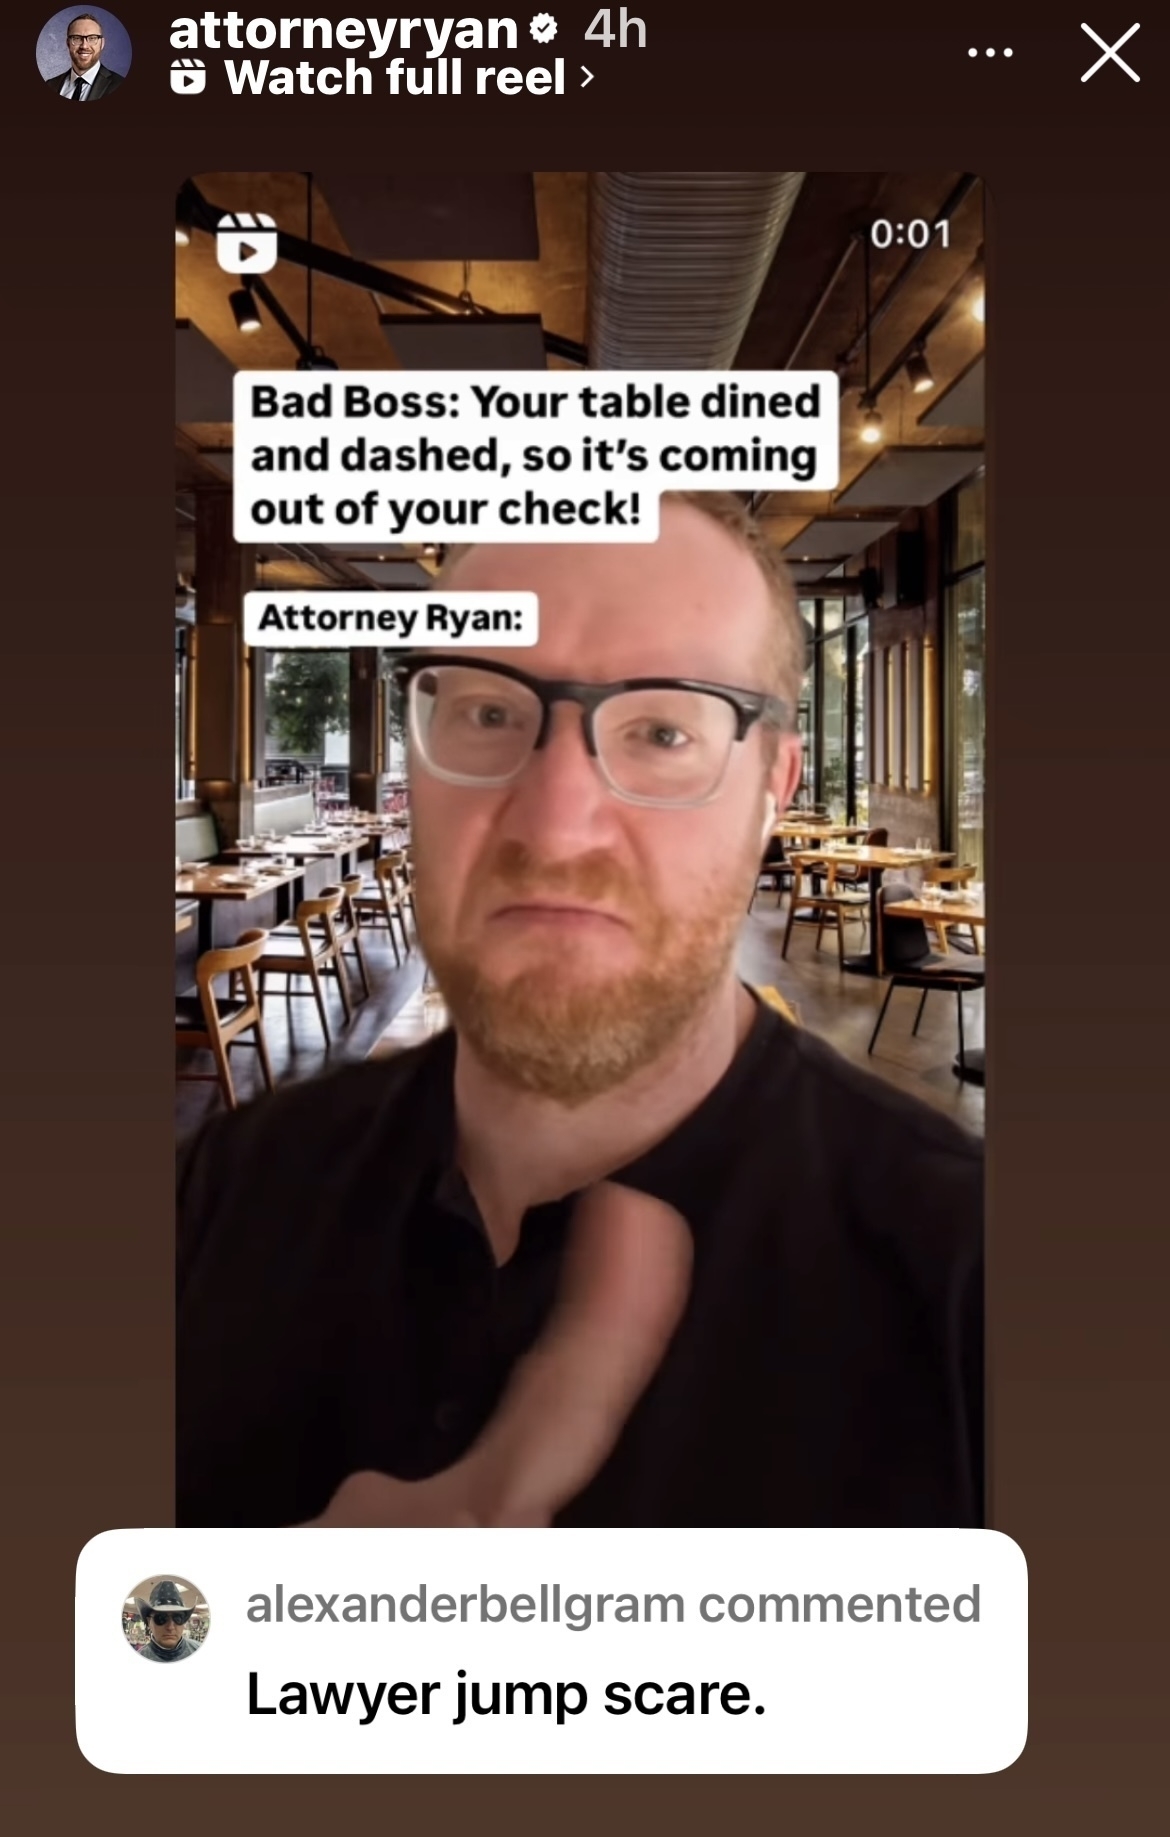 attorneyryan 4h
Watch full reel >
0:01
Bad Boss: Your table dined
and dashed, so it's coming
out of your check!
Attorney Ryan:
alexanderbellgram commented
Lawyer jump scare.